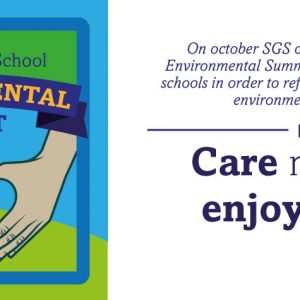 School
ENTAL
T
On october SGS
Environmental Summ
schools in order to ref
environme
Care
enjoy